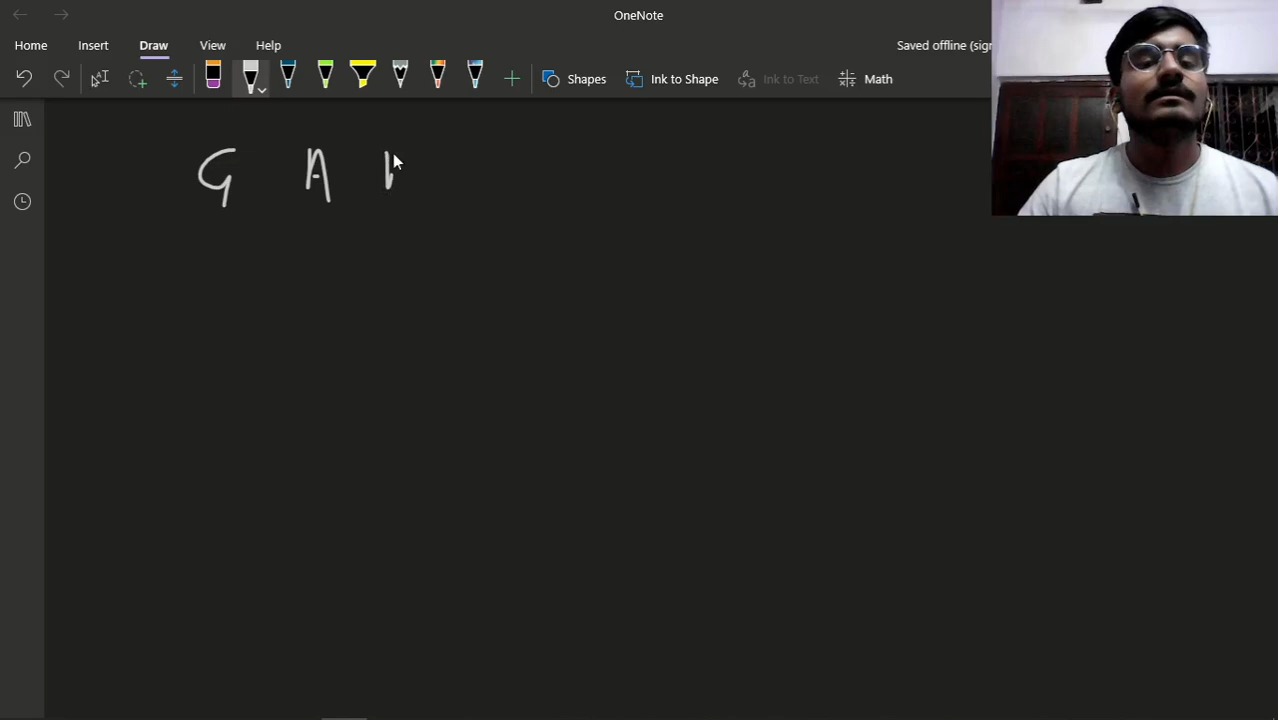 OneNote
Home Insert Draw View Help Saved offline
Shapes Ink to Shape Ink to Text Math
G A